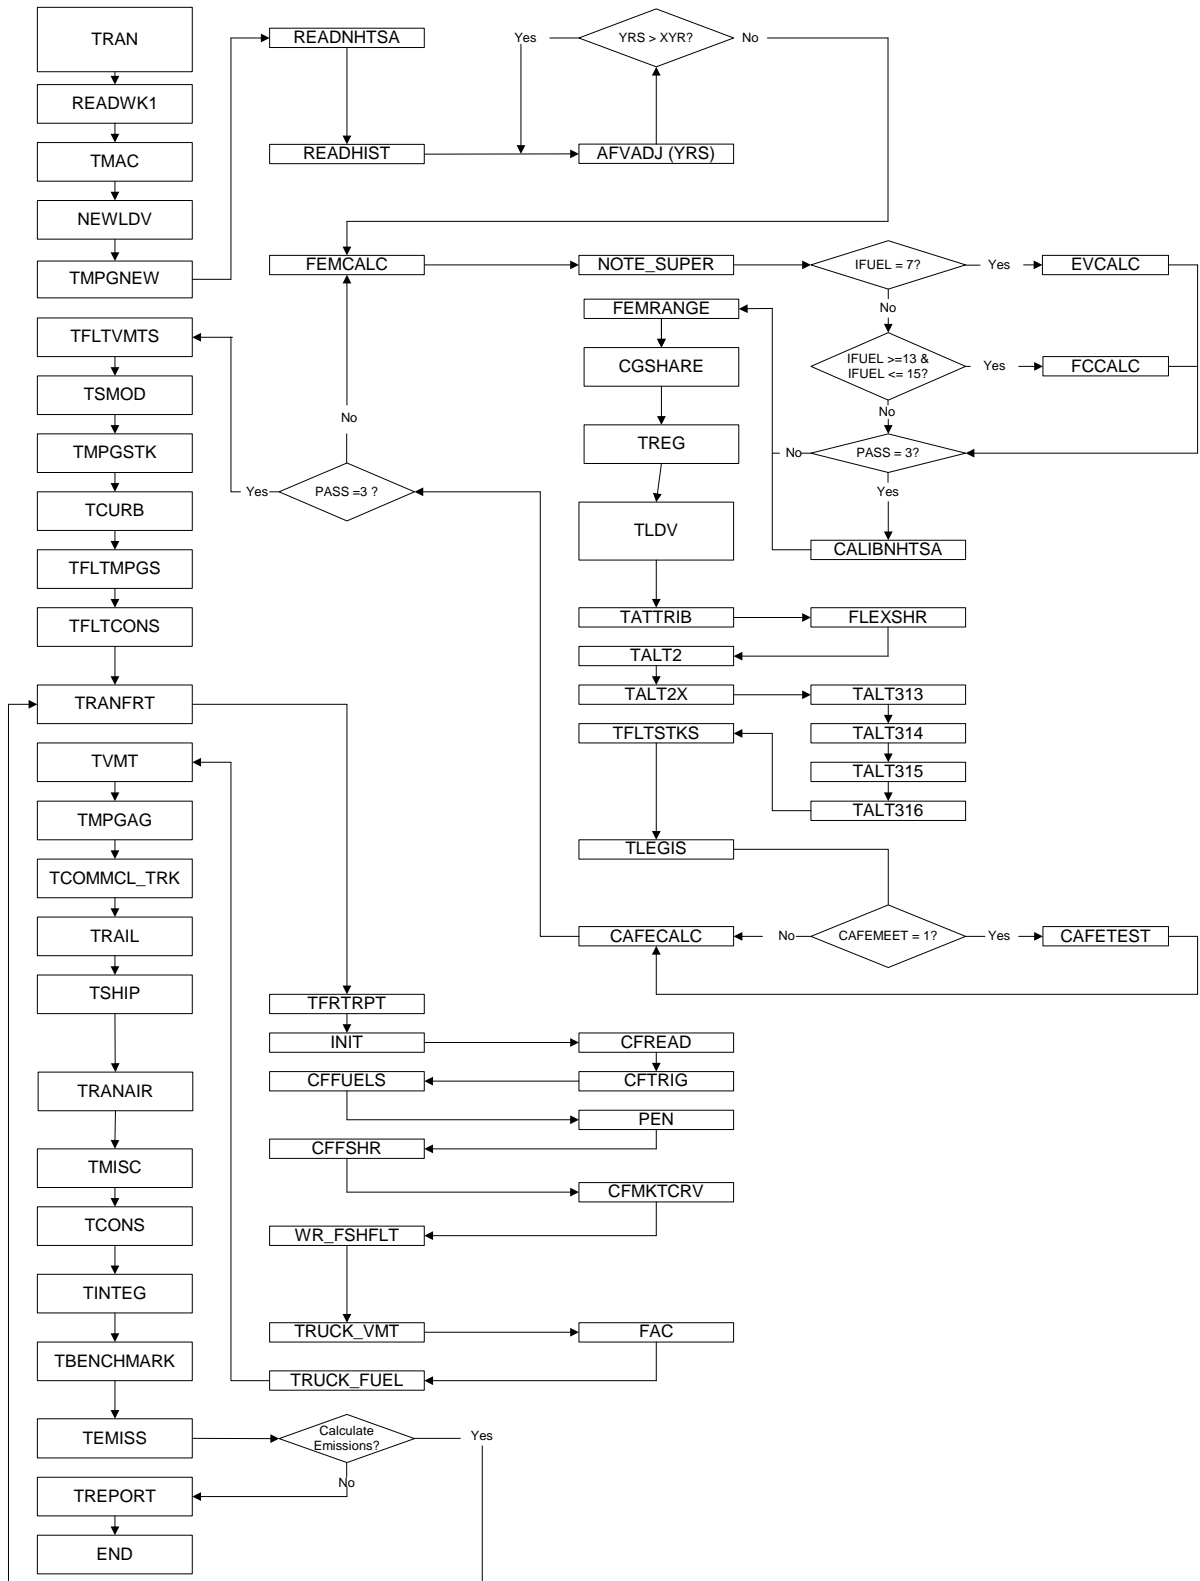 TRAN
READWK1
TMAC
NEWLDV
TMPGNEW
READNHTSA
READHIST
Yes
YRS > XYR?
No
AFVADJ (YRS)
FEMCALC
NOTE_SUPER
IFUEL = 7?
Yes
EVCALC
No
IFUEL >=13 &
IFUEL <= 15?
Yes
FCCALC
No
PASS = 3?
No
Yes
CALIBNHTSA
FEMRANGE
CGSHARE
TREG
TLDV
TATTRIB
FLEXSHR
TALT2
TALT2X
TALT313
TALT314
TALT315
TALT316
TFLTSTKS
TLEGIS
CAFEMEET = 1?
No
Yes
CAFETEST
CAFECALC
PASS =3 ?
No
Yes
TFLTVMTS
TSMOD
TMPGSTK
TCURB
TFLTMPGS
TFLTCONS
TRANFRT
TFRTRPT
INIT
CFREAD
CFTRIG
CFFUELS
PEN
CFFSHR
CFMKTCRV
WR_FSHFLT
TRUCK_VMT
FAC
TRUCK_FUEL
TVMT
TMPGAG
TCOMMCL_TRK
TRAIL
TSHIP
TRANAIR
TMISC
TCONS
TINTEG
TBENCHMARK
TEMISS
Calculate
Emissions?
Yes
No
TREPORT
END